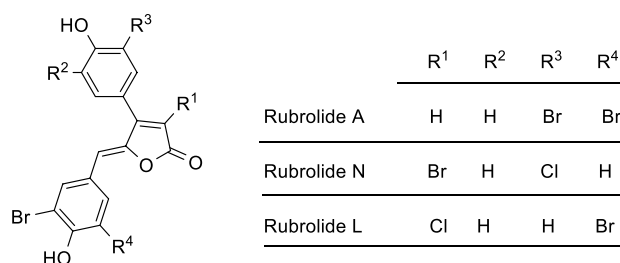 R³
HO
R²
R¹
O
O
Br
HO
R⁴
R¹ R² R³ R⁴
Rubrolide A H H Br Br
Rubrolide N Br H Cl H
Rubrolide L Cl H H Br